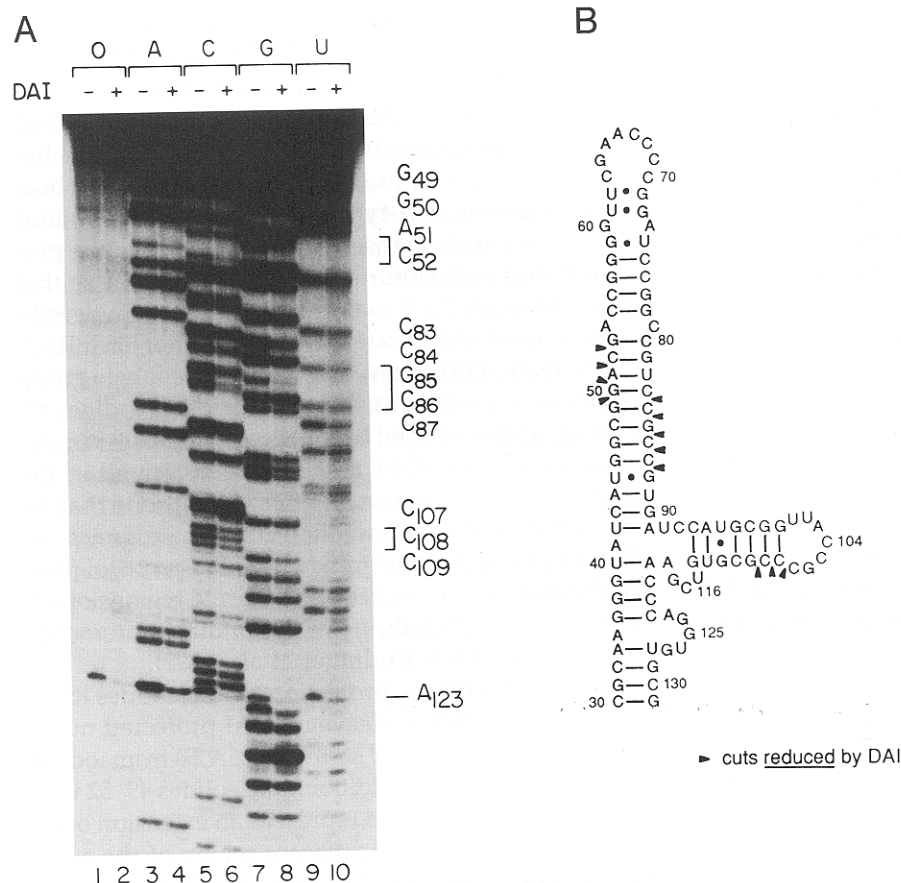 A
B
O A C G U
DAI - + - + - + - + - +
G49
G50
A51
C52
C83
C84
G85
C86
C87
C107
C108
C109
A123
1 2 3 4 5 6 7 8 9 10
A A C C C C G A G C U U G
70
60
G G A U C C G G C C G U C C G C C G U G
80
G G G C C A G C A G G C G G U A C U
50
90
A U C C A U G C G G U U A C C G C C C G C G U G U C G A A
104
116
40
A U G G G A A C G C
A C C C A G G U G U G C G
125
130
30
► cuts reduced by DAI